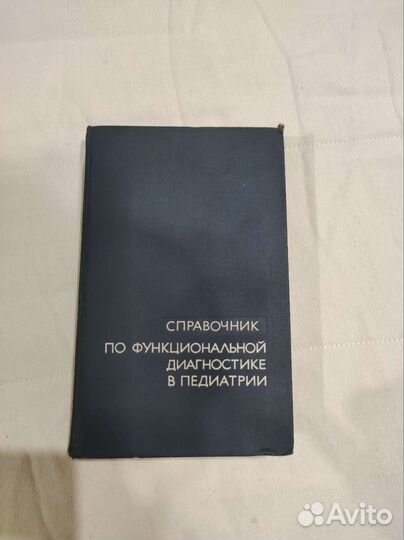 СПРАВОЧНИК
ПО ФУНКЦИОНАЛЬНОЙ
ДИАГНОСТИКЕ
В ПЕДИАТРИИ
Avito